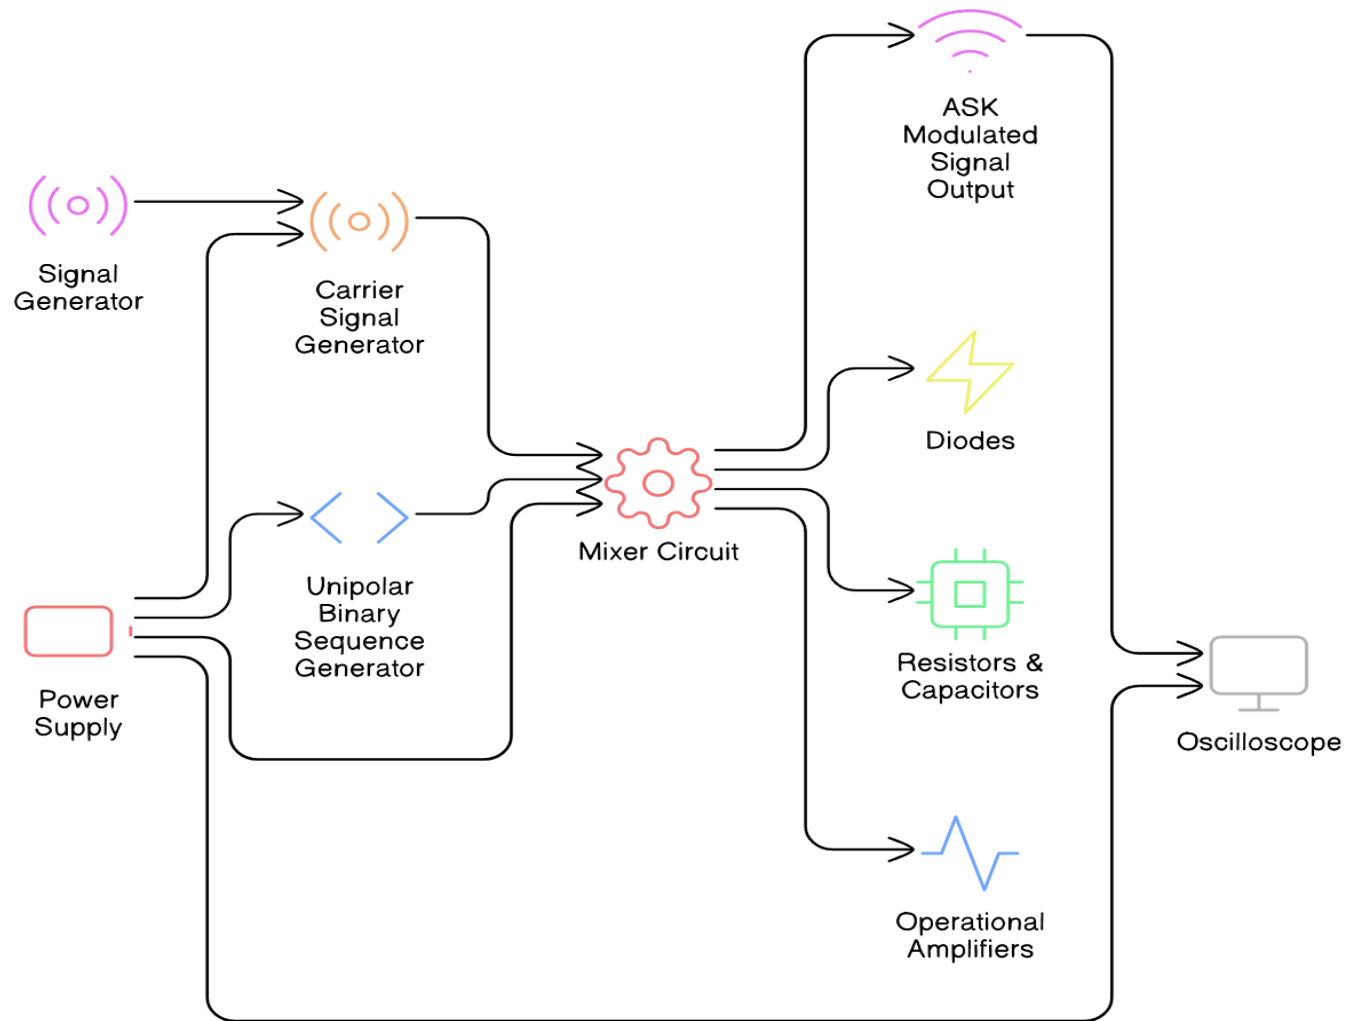 ASK
Modulated
Signal
Output
Signal
Generator
Carrier
Signal
Generator
Diodes
Mixer Circuit
Unipolar
Binary
Sequence
Generator
Resistors &
Capacitors
Power
Supply
Oscilloscope
Operational
Amplifiers